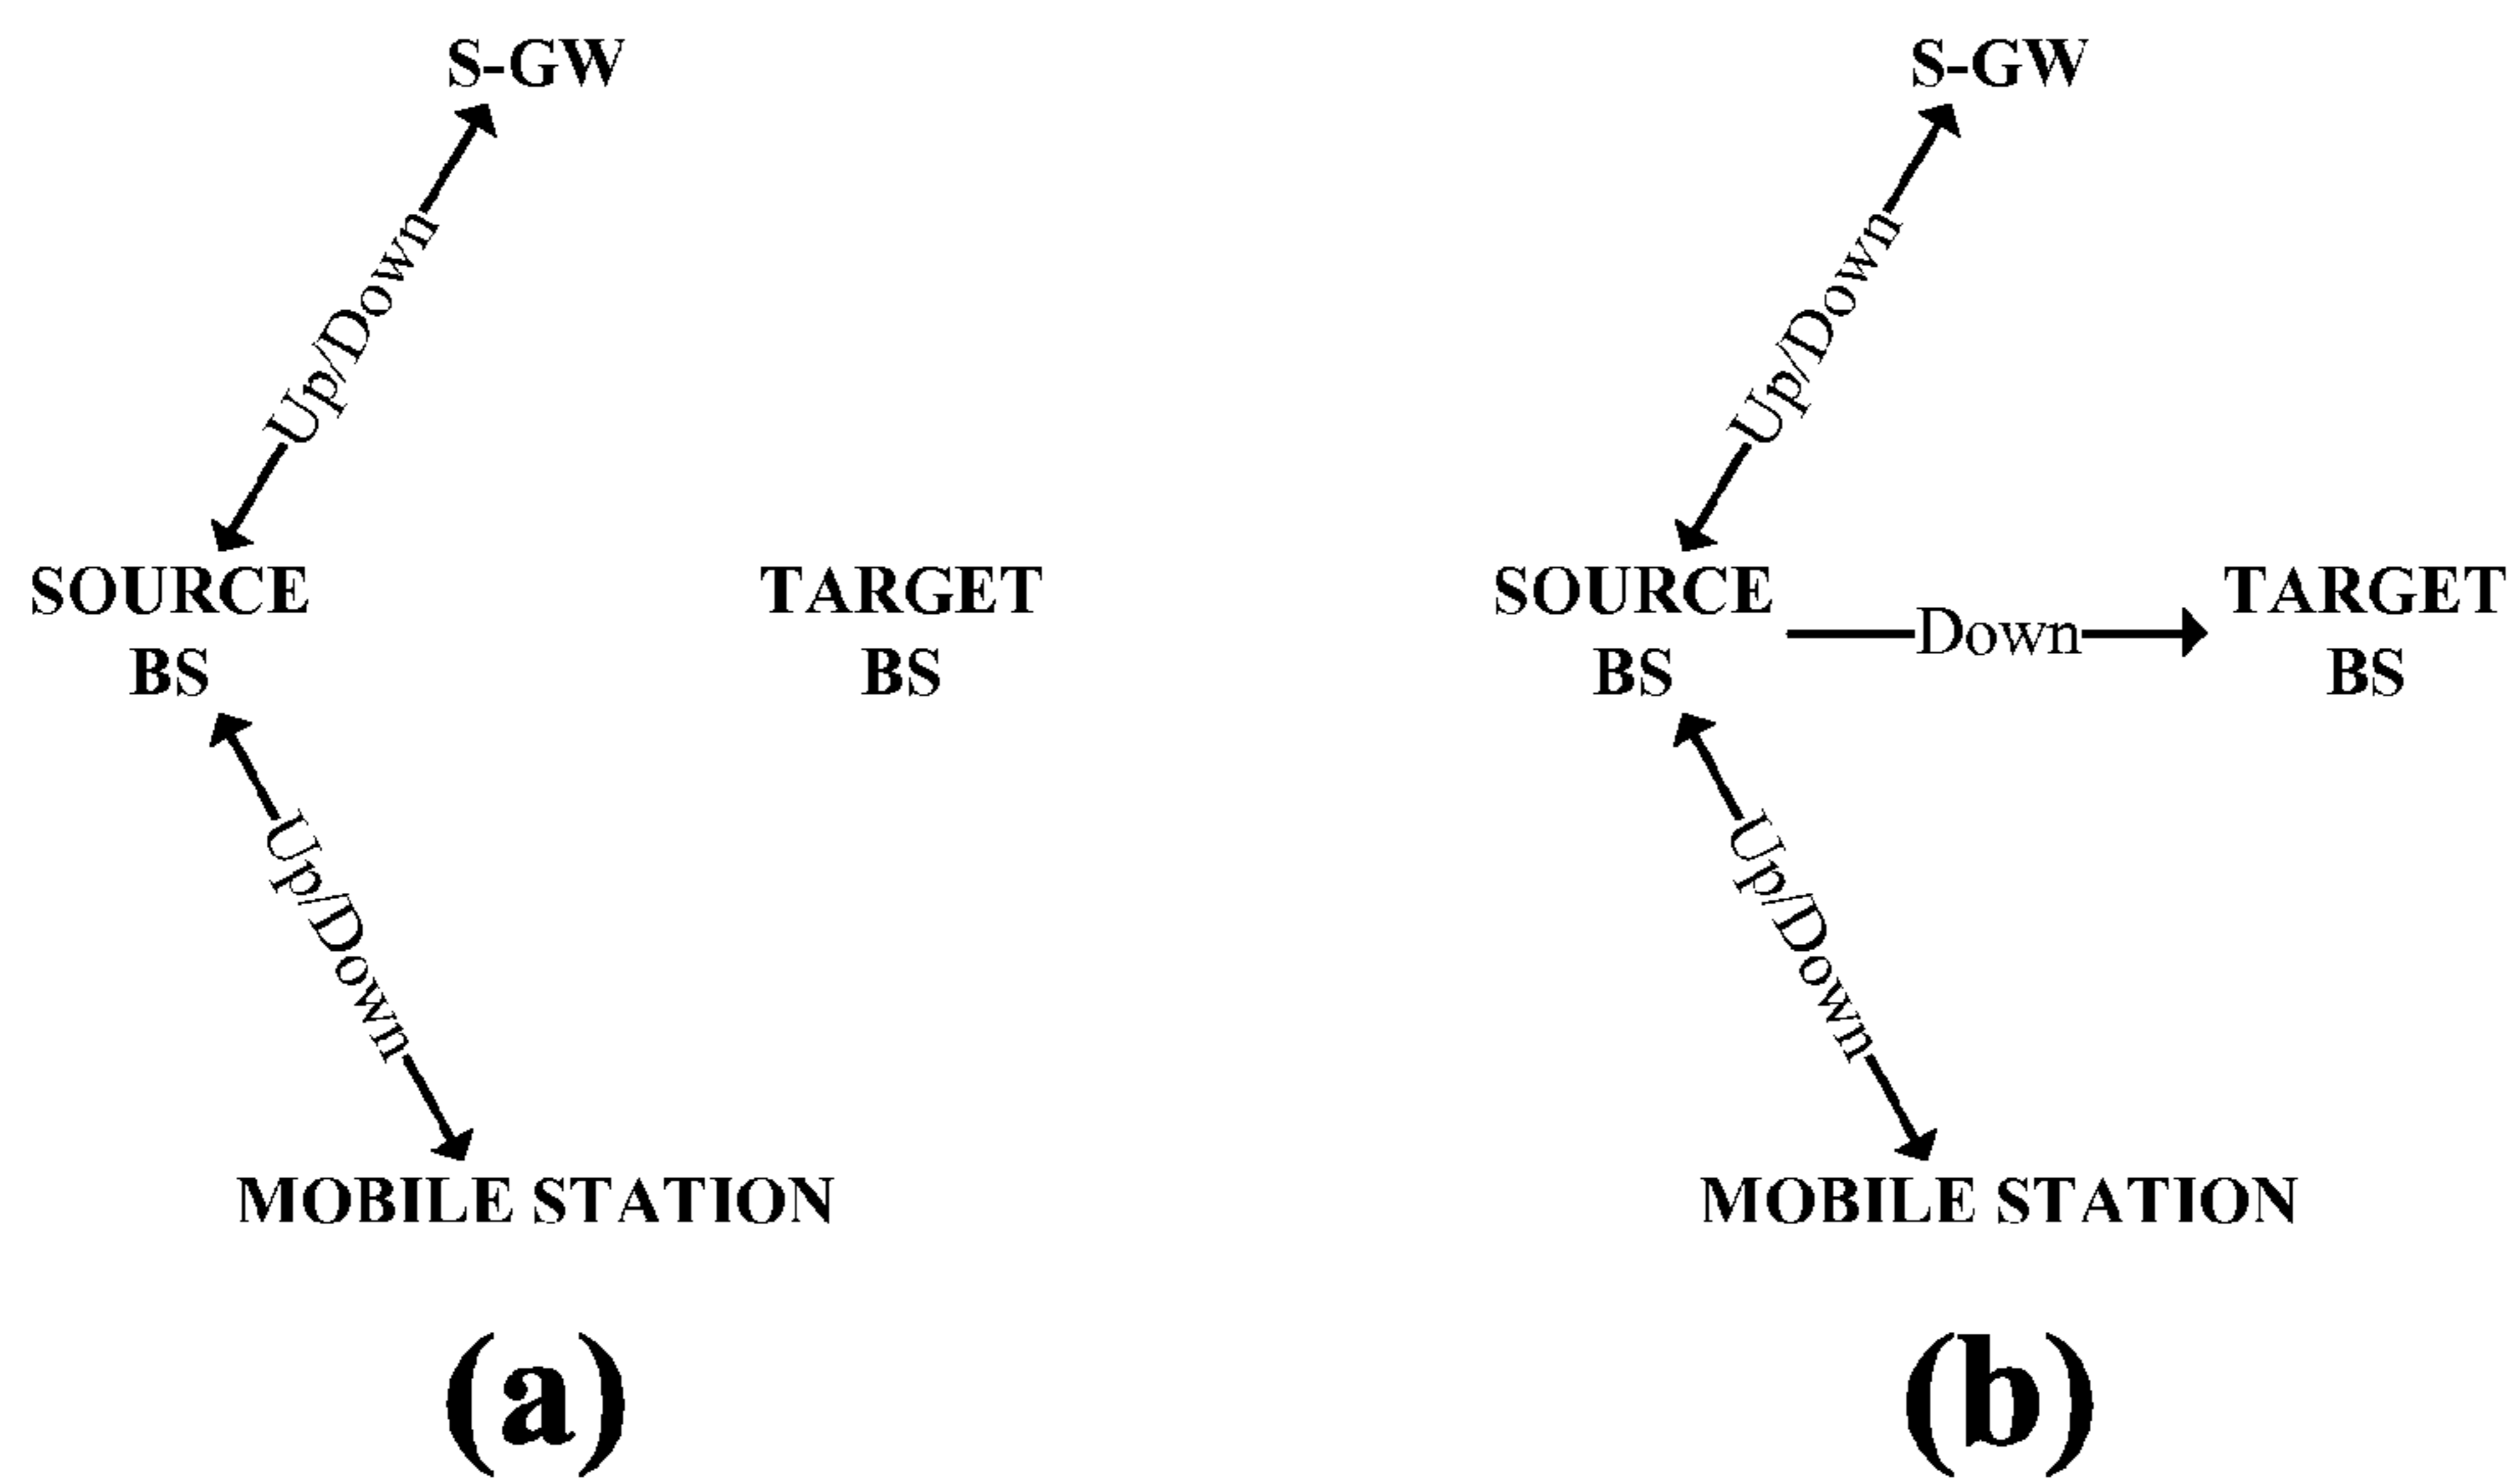 S-GW
Up/Down
SOURCE
BS
TARGET
BS
Up/Down
MOBILE STATION
(a)
S-GW
Up/Down
SOURCE
BS
Down
TARGET
BS
Up/Down
MOBILE STATION
(b)